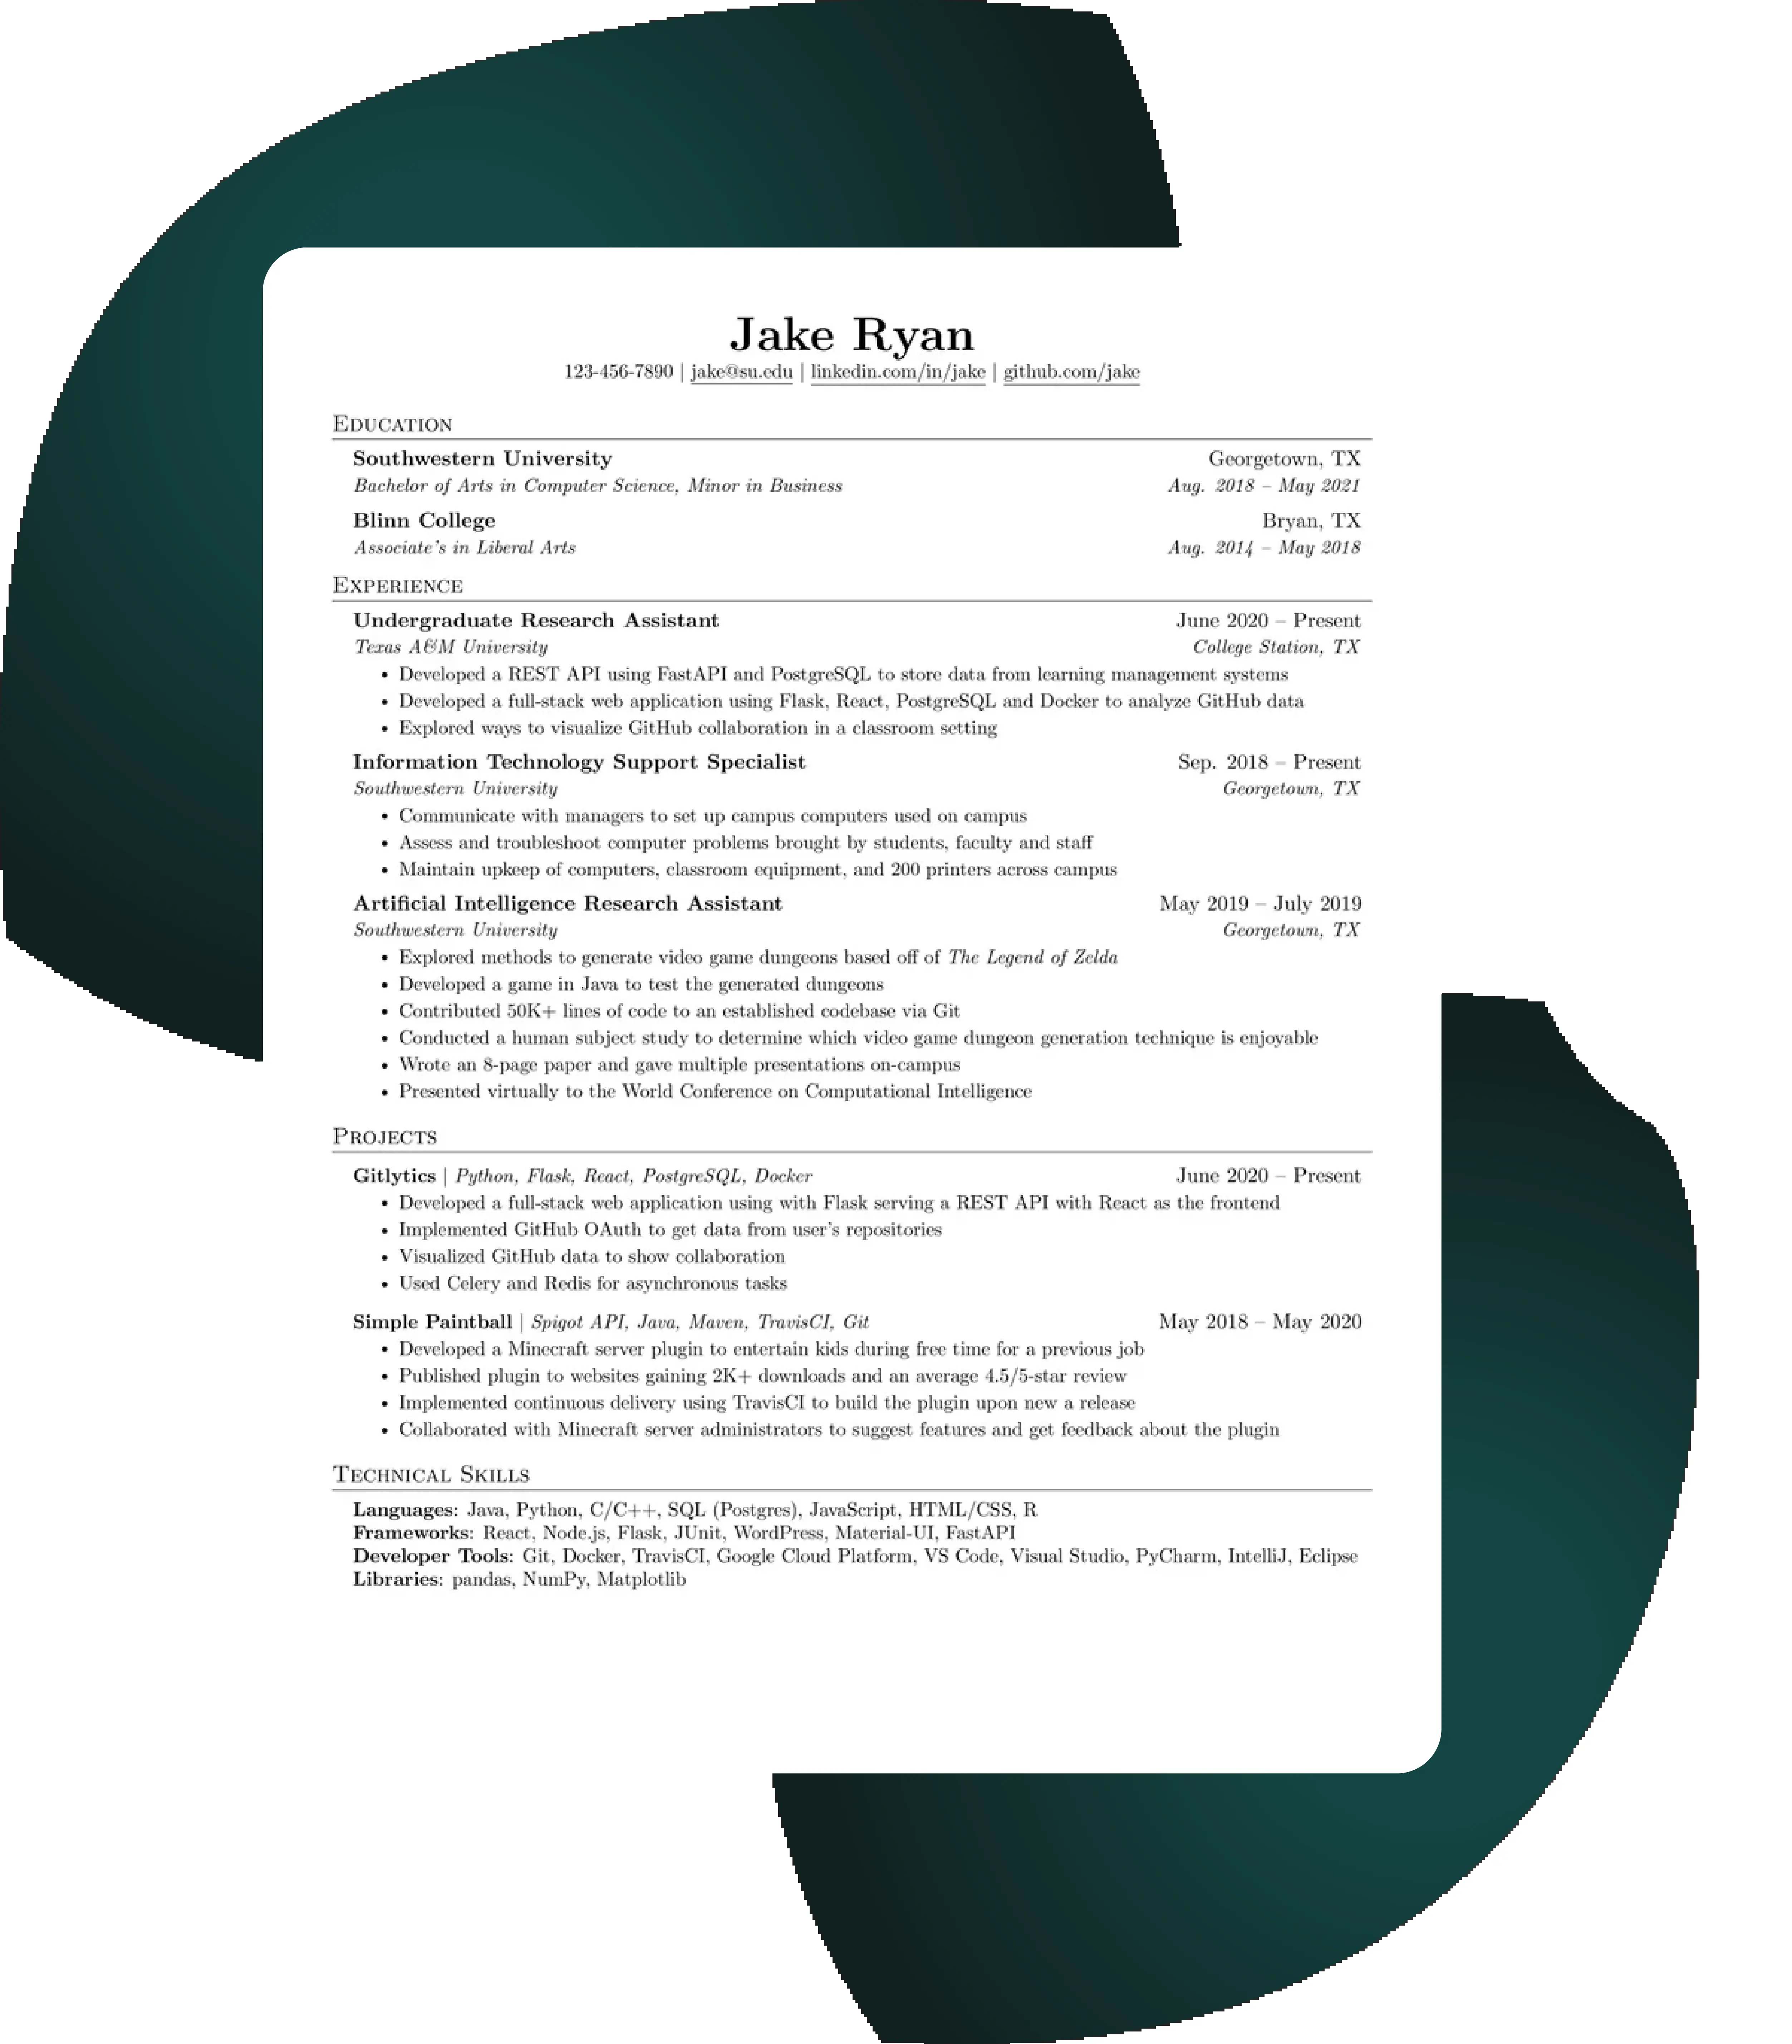 Jake Ryan
123-456-7890 | jake@su.edu | linkedin.com/in/jake | github.com/jake
EDUCATION
Southwestern University Georgetown, TX
Bachelor of Arts in Computer Science, Minor in Business Aug. 2018 – May 2021
Blinn College Bryan, TX
Associate's in Liberal Arts Aug. 2014 – May 2018
EXPERIENCE
Undergraduate Research Assistant June 2020 – Present
Texas A&M University College Station, TX
• Developed a REST API using FastAPI and PostgreSQL to store data from learning management systems
• Developed a full-stack web application using Flask, React, PostgreSQL and Docker to analyze GitHub data
• Explored ways to visualize GitHub collaboration in a classroom setting
Information Technology Support Specialist Sep. 2018 – Present
Southwestern University Georgetown, TX
• Communicate with managers to set up campus computers used on campus
• Assess and troubleshoot computer problems brought by students, faculty and staff
• Maintain upkeep of computers, classroom equipment, and 200 printers across campus
Artificial Intelligence Research Assistant May 2019 – July 2019
Southwestern University Georgetown, TX
• Explored methods to generate video game dungeons based off of The Legend of Zelda
• Developed a game in Java to test the generated dungeons
• Contributed 50K+ lines of code to an established codebase via Git
• Conducted a human subject study to determine which video game dungeon generation technique is enjoyable
• Wrote an 8-page paper and gave multiple presentations on-campus
• Presented virtually to the World Conference on Computational Intelligence
PROJECTS
Gitlytics | Python, Flask, React, PostgreSQL, Docker June 2020 – Present
• Developed a full-stack web application using with Flask serving a REST API with React as the frontend
• Implemented GitHub OAuth to get data from user's repositories
• Visualized GitHub data to show collaboration
• Used Celery and Redis for asynchronous tasks
Simple Paintball | Spigot API, Java, Maven, TravisCI, Git May 2018 – May 2020
• Developed a Minecraft server plugin to entertain kids during free time for a previous job
• Published plugin to websites gaining 2K+ downloads and an average 4.5/5-star review
• Implemented continuous delivery using TravisCI to build the plugin upon new a release
• Collaborated with Minecraft server administrators to suggest features and get feedback about the plugin
TECHNICAL SKILLS
Languages: Java, Python, C/C++, SQL (Postgres), JavaScript, HTML/CSS, R
Frameworks: React, Node.js, Flask, JUnit, WordPress, Material-UI, FastAPI
Developer Tools: Git, Docker, TravisCI, Google Cloud Platform, VS Code, Visual Studio, PyCharm, IntelliJ, Eclipse
Libraries: pandas, NumPy, Matplotlib